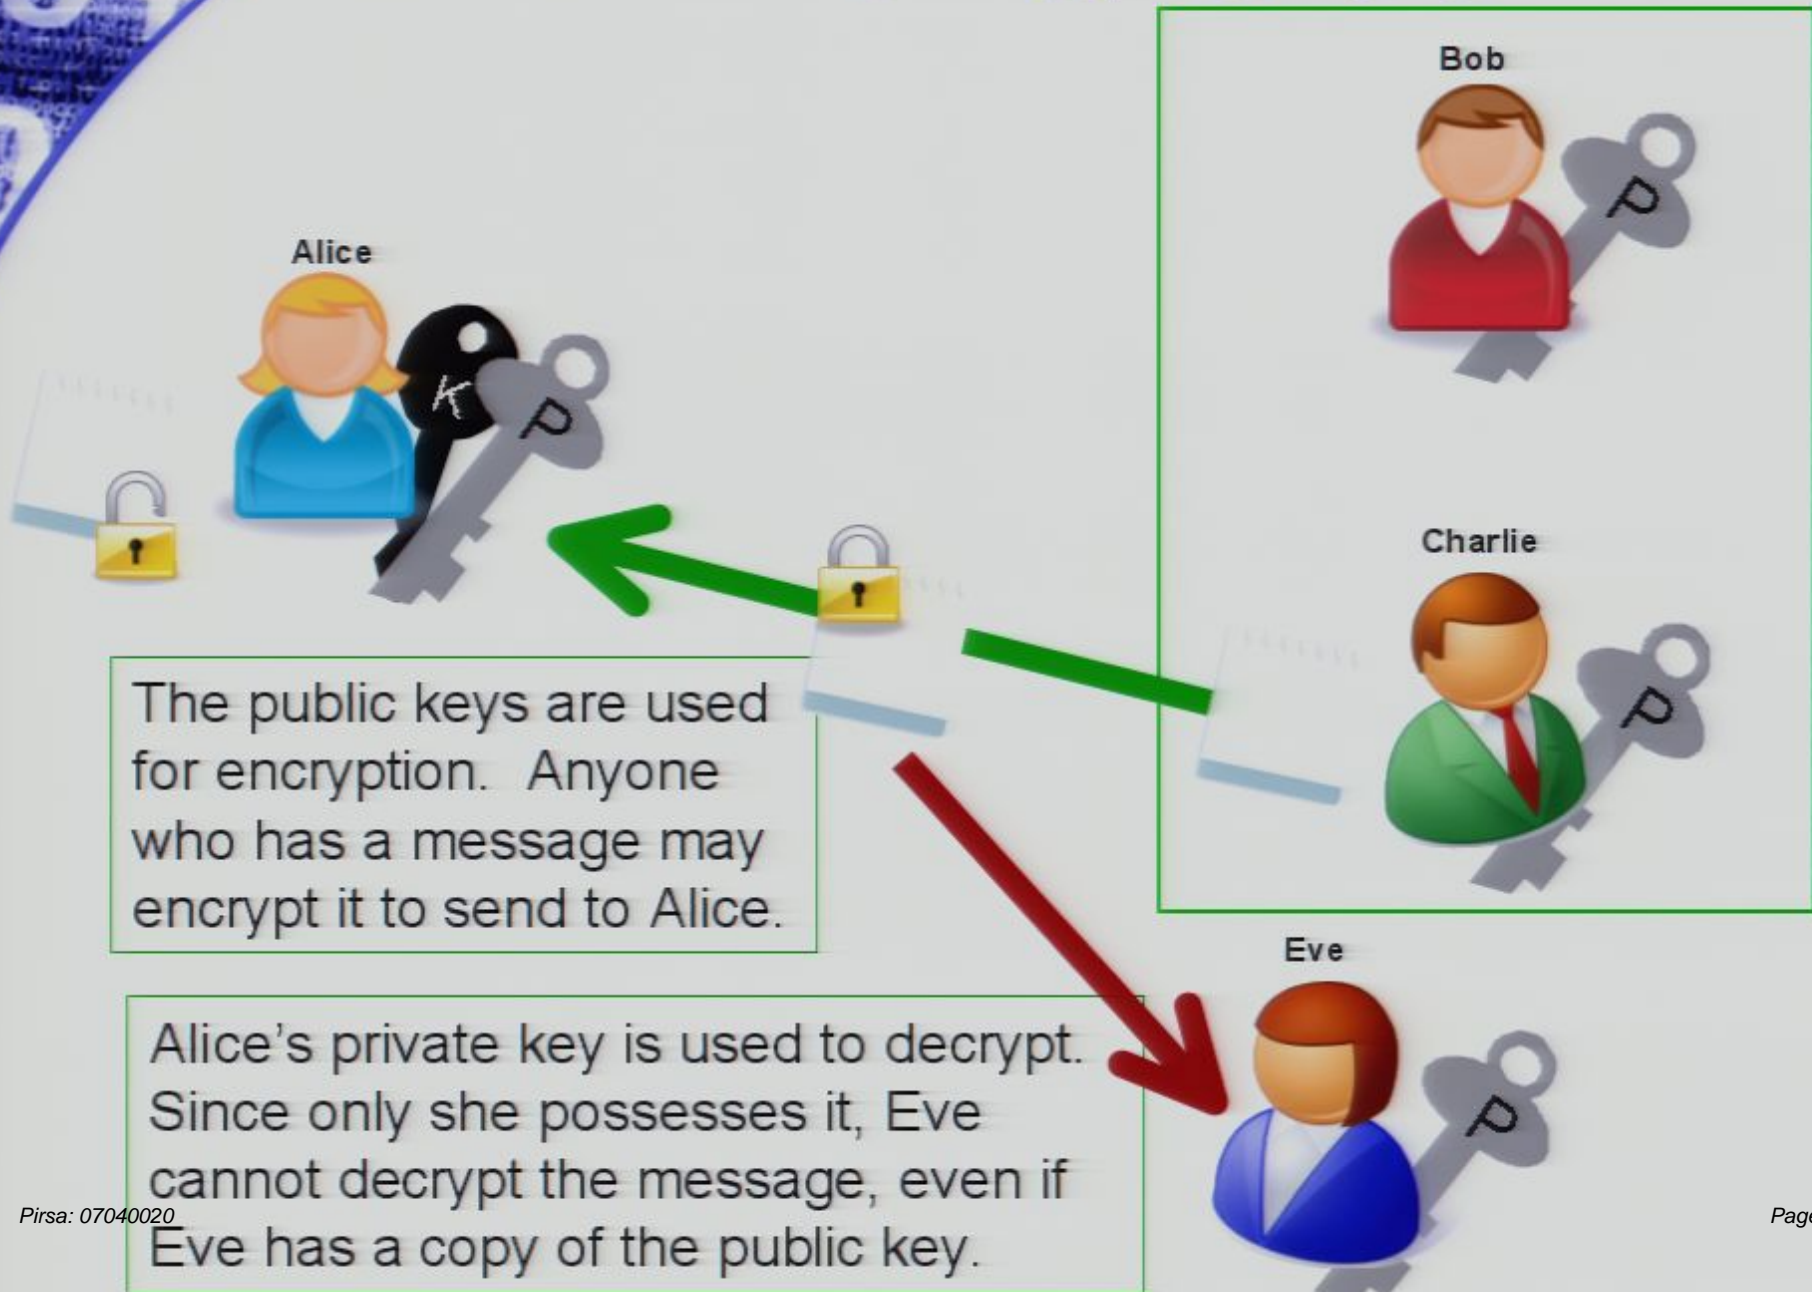 Bob
P
Alice
K
P
Charlie
P
The public keys are used
for encryption. Anyone
who has a message may
encrypt it to send to Alice.
Eve
P
Alice's private key is used to decrypt.
Since only she possesses it, Eve
cannot decrypt the message, even if
Eve has a copy of the public key.
Pirsa: 07040020
Page